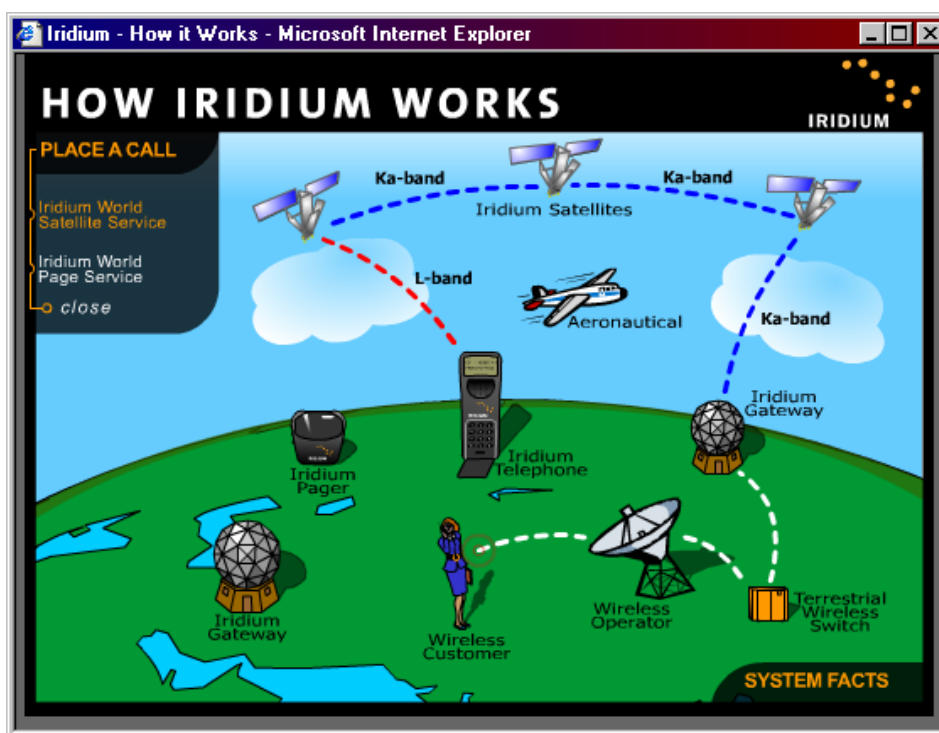 Iridium - How it Works - Microsoft Internet Explorer
HOW IRIDIUM WORKS
IRIDIUM
PLACE A CALL
Iridium World
Satellite Service
Iridium World
Page Service
close
Ka-band
Ka-band
Iridium Satellites
L-band
Aeronautical
Ka-band
Iridium
Gateway
Iridium
Telephone
Iridium
Pager
Iridium
Gateway
Wireless
Customer
Wireless
Operator
Terrestrial
Wireless
Switch
SYSTEM FACTS